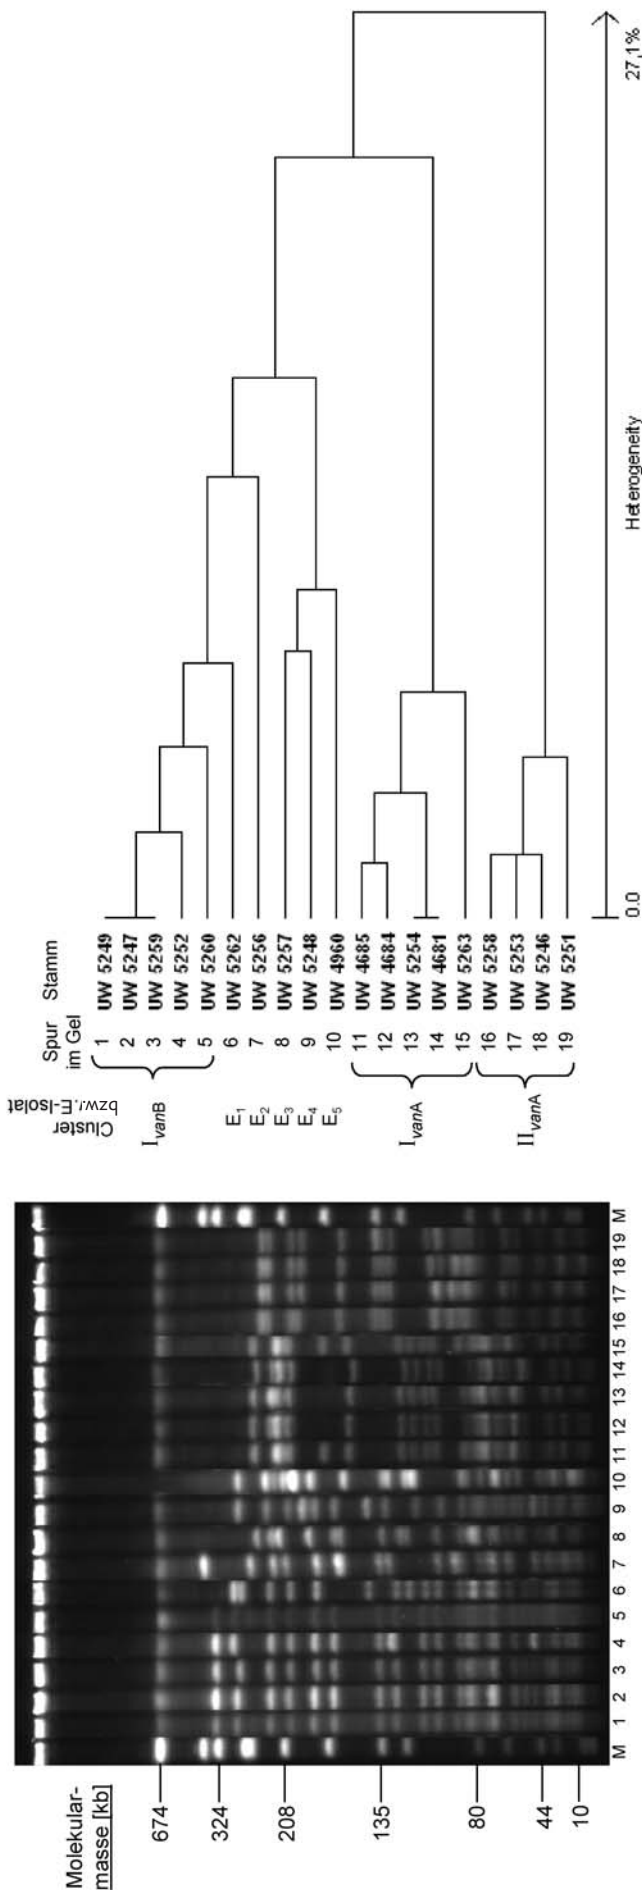 Cluster
bzw. E-Isolat
Spur
im Gel
Stamm
1 UW 5249
2 UW 5247
3 UW 5259
4 UW 5252
5 UW 5260
6 UW 5262
7 UW 5256
8 UW 5257
9 UW 5248
10 UW 4960
11 UW 4685
12 UW 4684
13 UW 5254
14 UW 4681
15 UW 5263
16 UW 5258
17 UW 5253
18 UW 5246
19 UW 5251
IvanB
E1
E2
E3
E4
E5
IvanA
IIvanA
0.0
Heterogeneity
27,1%
Molekular-
masse [kb]
674
324
208
135
80
44
10
M 1 2 3 4 5 6 7 8 9 10 11 12 13 14 15 16 17 18 19 M